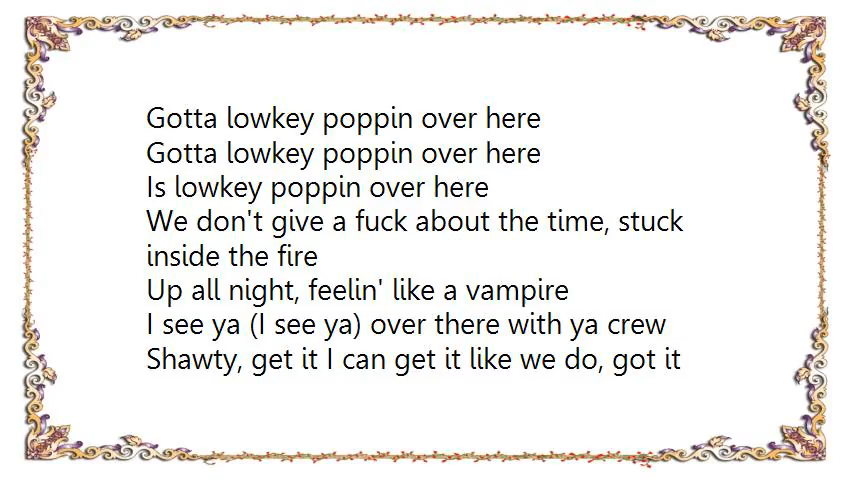 Gotta lowkey poppin over here
Gotta lowkey poppin over here
Is lowkey poppin over here
We don't give a fuck about the time, stuck
inside the fire
Up all night, feelin' like a vampire
I see ya (I see ya) over there with ya crew
Shawty, get it I can get it like we do, got it